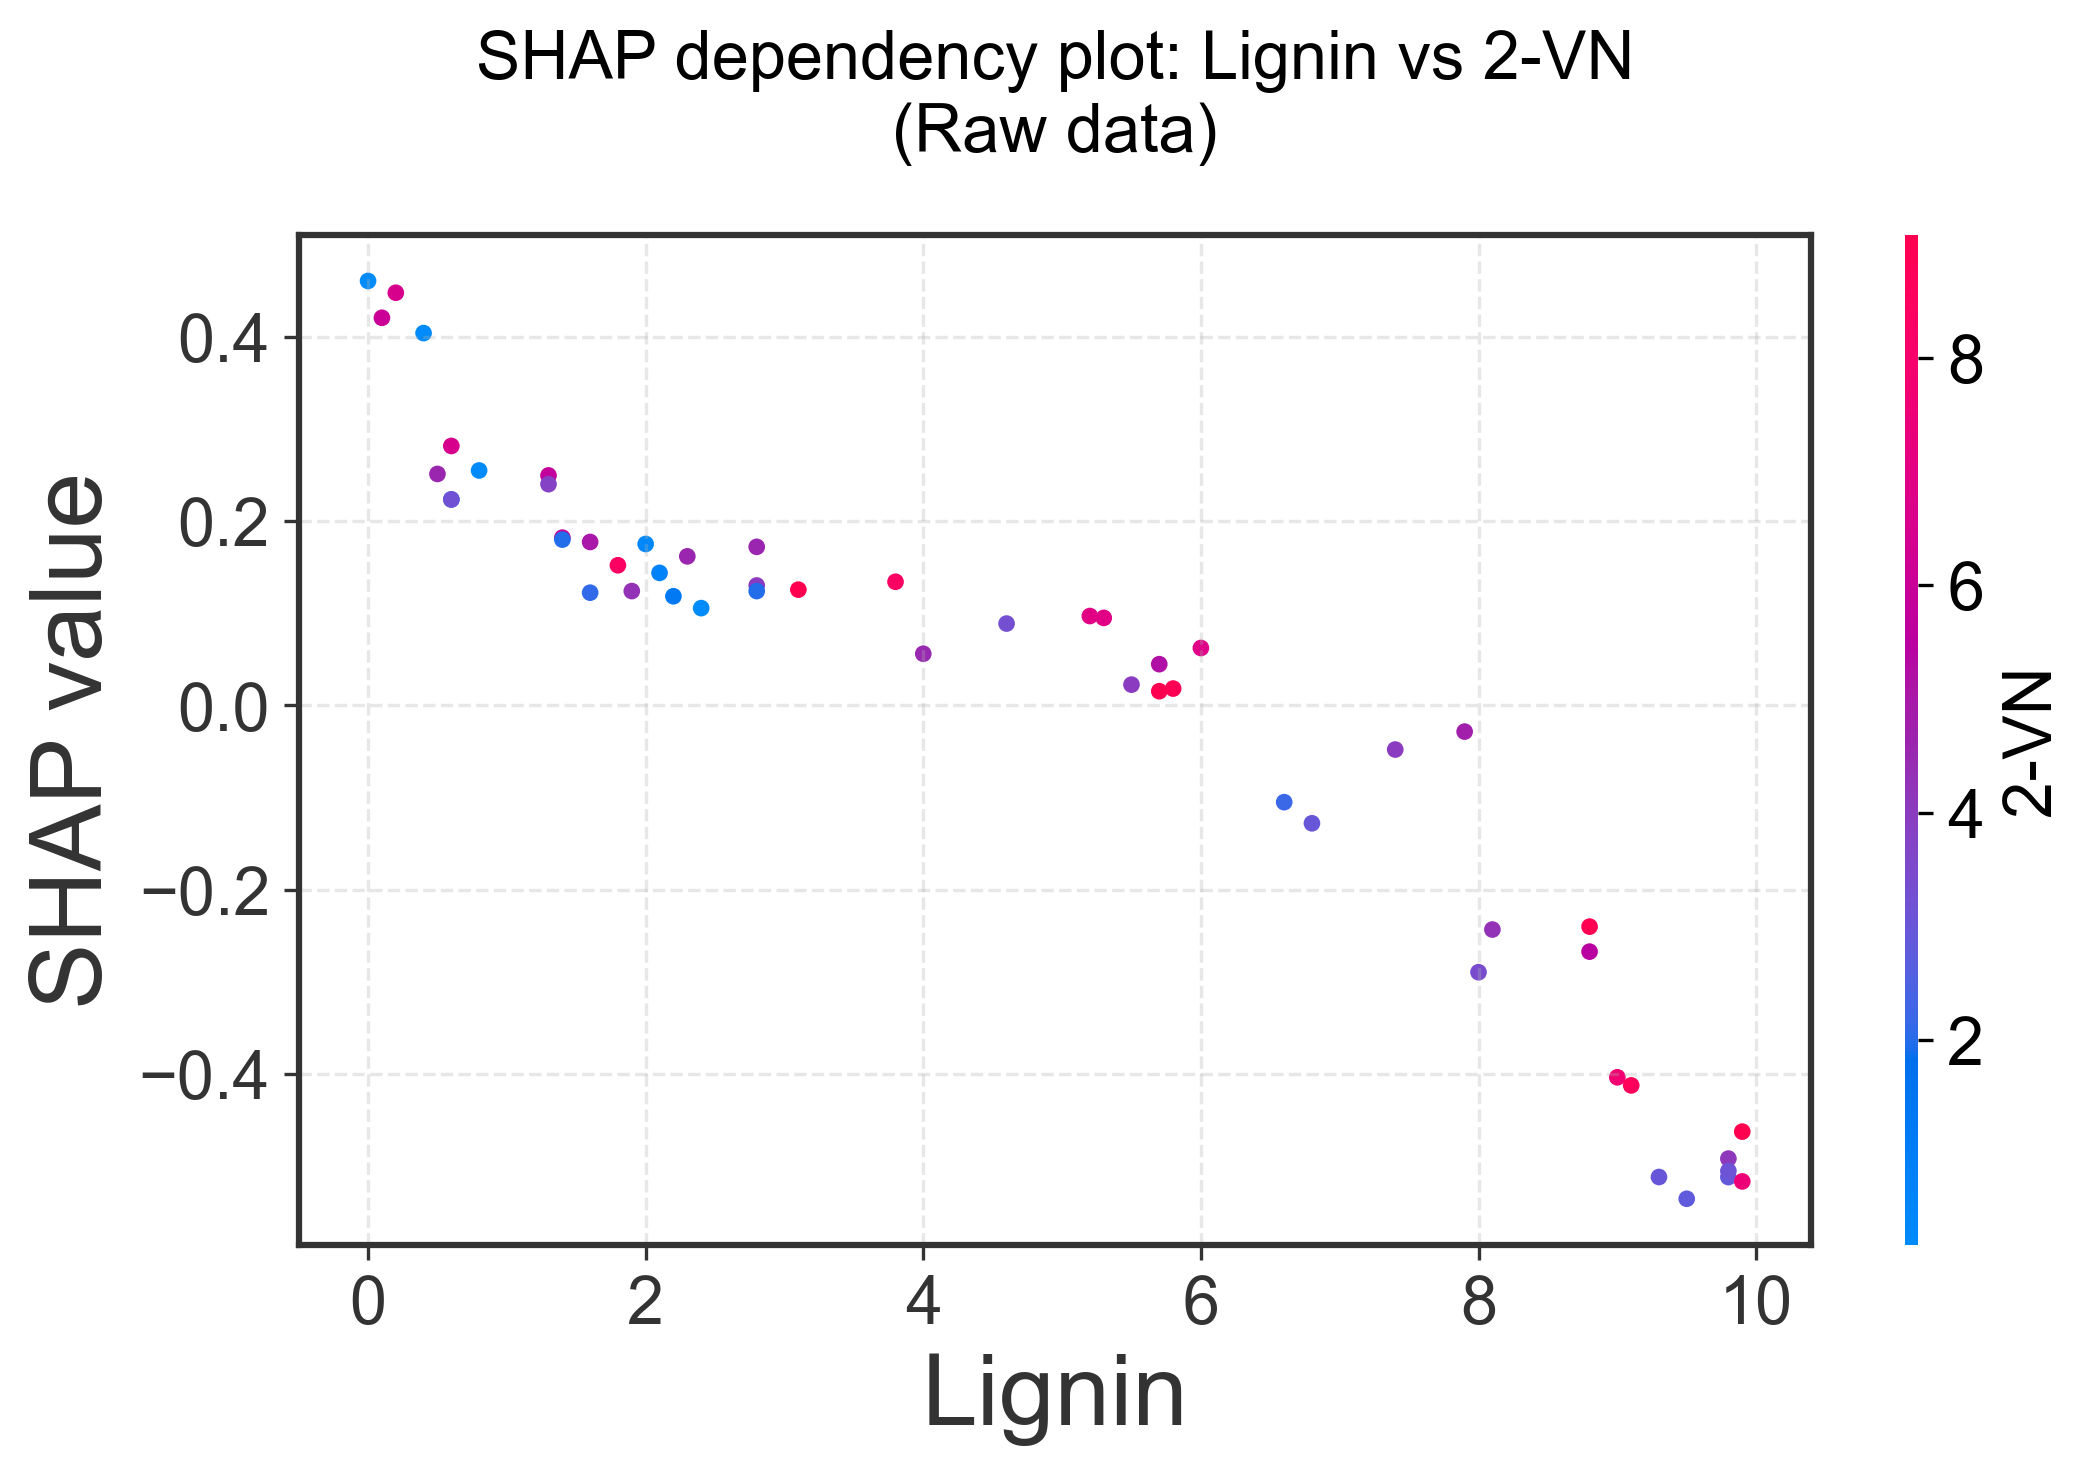 SHAP dependency plot: Lignin vs 2-VN
(Raw data)
SHAP value
0.4
0.2
0.0
−0.2
−0.4
0 2 4 6 8 10
Lignin
8
6
4
2
2-VN